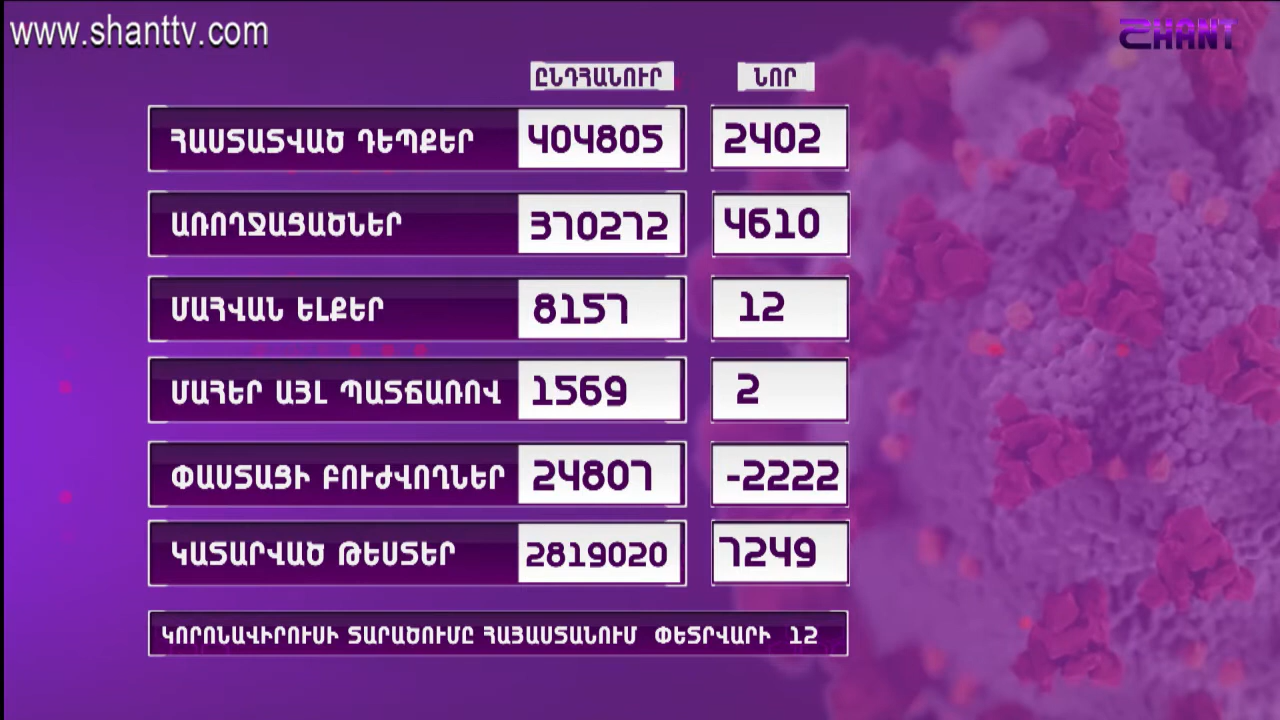 www.shanttv.com
SHANT
ԸՆԴՀԱՆՈՒՐ ՆՈՐ
ՀԱՍՏԱՏՎԱԾ ԴԵՊՔԵՐ 404805 2402
ԱՌՈՂՋԱՑԱԾՆԵՐ 370272 4610
ՄԱՀՎԱՆ ԵԼՔԵՐ 8157 12
ՄԱՀԵՐ ԱՅԼ ՊԱՏՃԱՌՈՎ 1569 2
ՓԱՍՏԱՑԻ ԲՈՒԺՎՈՂՆԵՐ 24807 -2222
ԿԱՏԱՐՎԱԾ ԹԵՍՏԵՐ 2819020 7249
ԿՈՐՈՆԱՎԻՐՈՒՍԻ ՏԱՐԱԾՈՒՄԸ ՀԱՅԱՍՏԱՆՈՒՄ ՓԵՏՐՎԱՐԻ 12